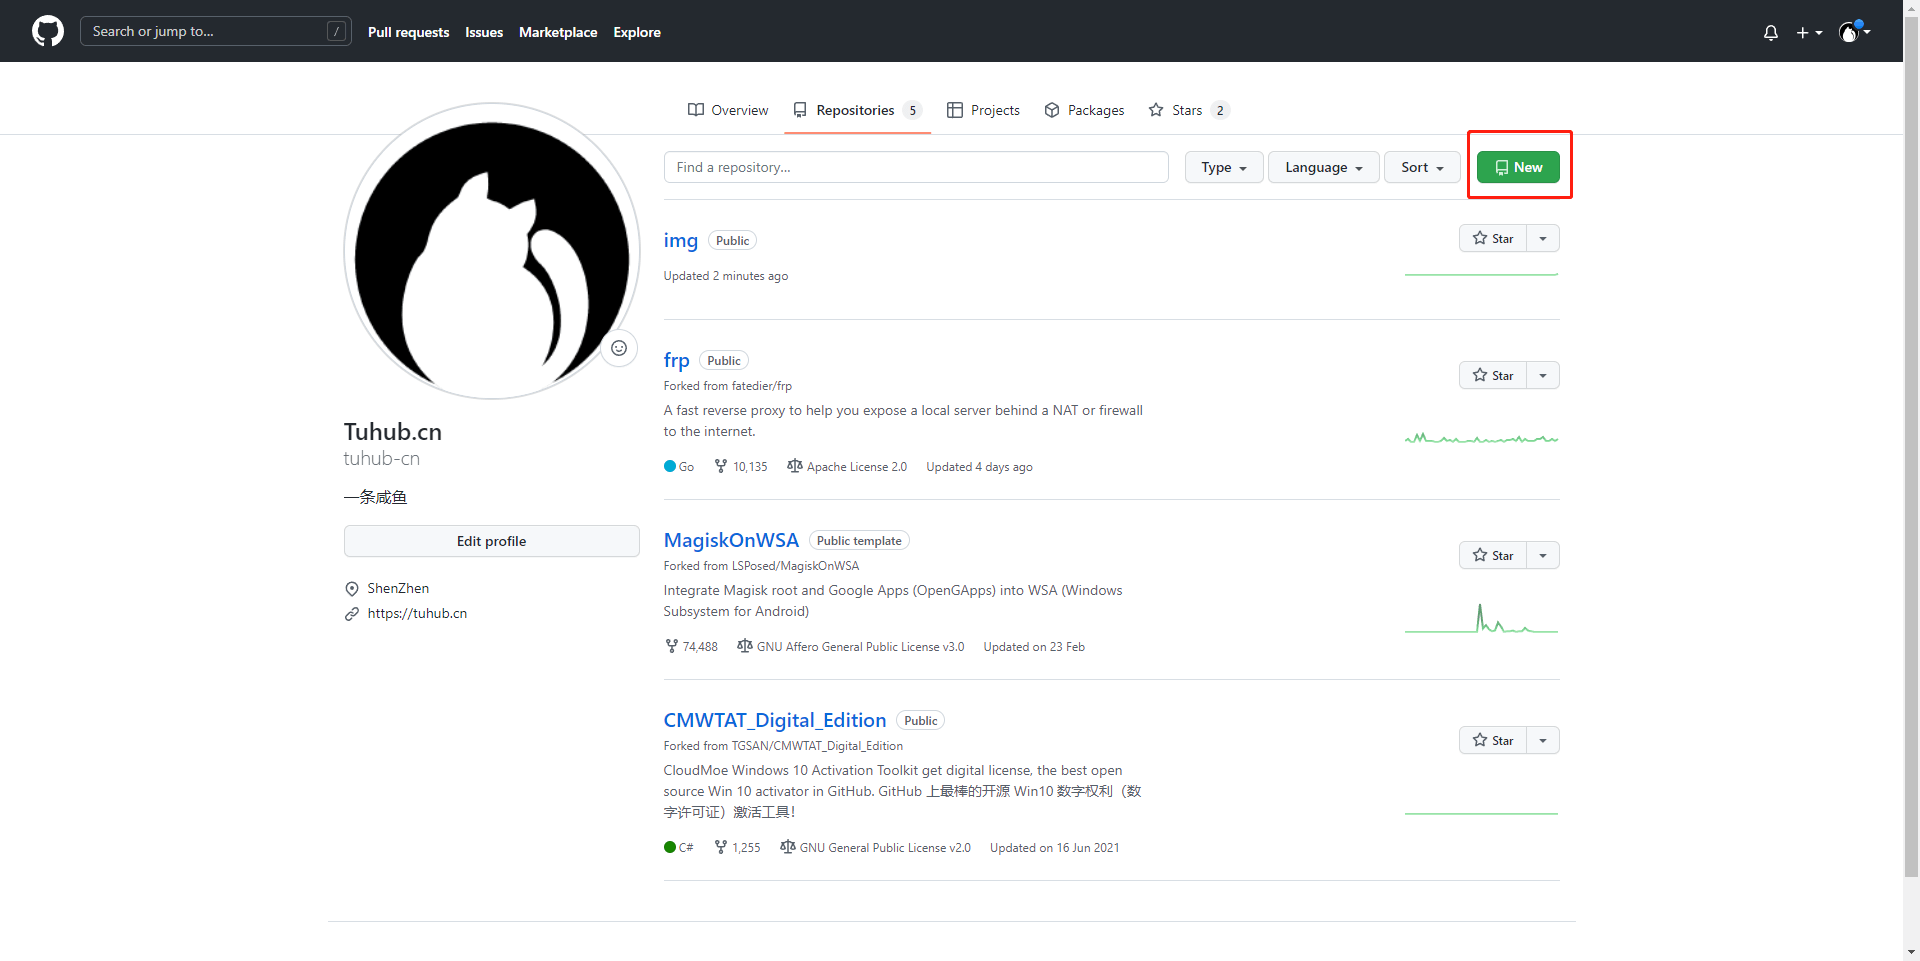 Search or jump to...
/
Pull requests
Issues
Marketplace
Explore
Overview
Repositories 5
Projects
Packages
Stars 2
Find a repository...
Type
Language
Sort
New
Tuhub.cn
tuhub-cn
一条咸鱼
Edit profile
ShenZhen
https://tuhub.cn
img Public
Star
Updated 2 minutes ago
frp Public
Star
Forked from fatedier/frp
A fast reverse proxy to help you expose a local server behind a NAT or firewall
to the internet.
Go 10,135 Apache License 2.0 Updated 4 days ago
MagiskOnWSA Public template
Star
Forked from LSPosed/MagiskOnWSA
Integrate Magisk root and Google Apps (OpenGApps) into WSA (Windows
Subsystem for Android)
74,488 GNU Affero General Public License v3.0 Updated on 23 Feb
CMWTAT_Digital_Edition Public
Star
Forked from TGSAN/CMWTAT_Digital_Edition
CloudMoe Windows 10 Activation Toolkit get digital license, the best open
source Win 10 activator in GitHub. GitHub 上最棒的开源 Win10 数字权利（数
字许可证）激活工具！
C# 1,255 GNU General Public License v2.0 Updated on 16 Jun 2021